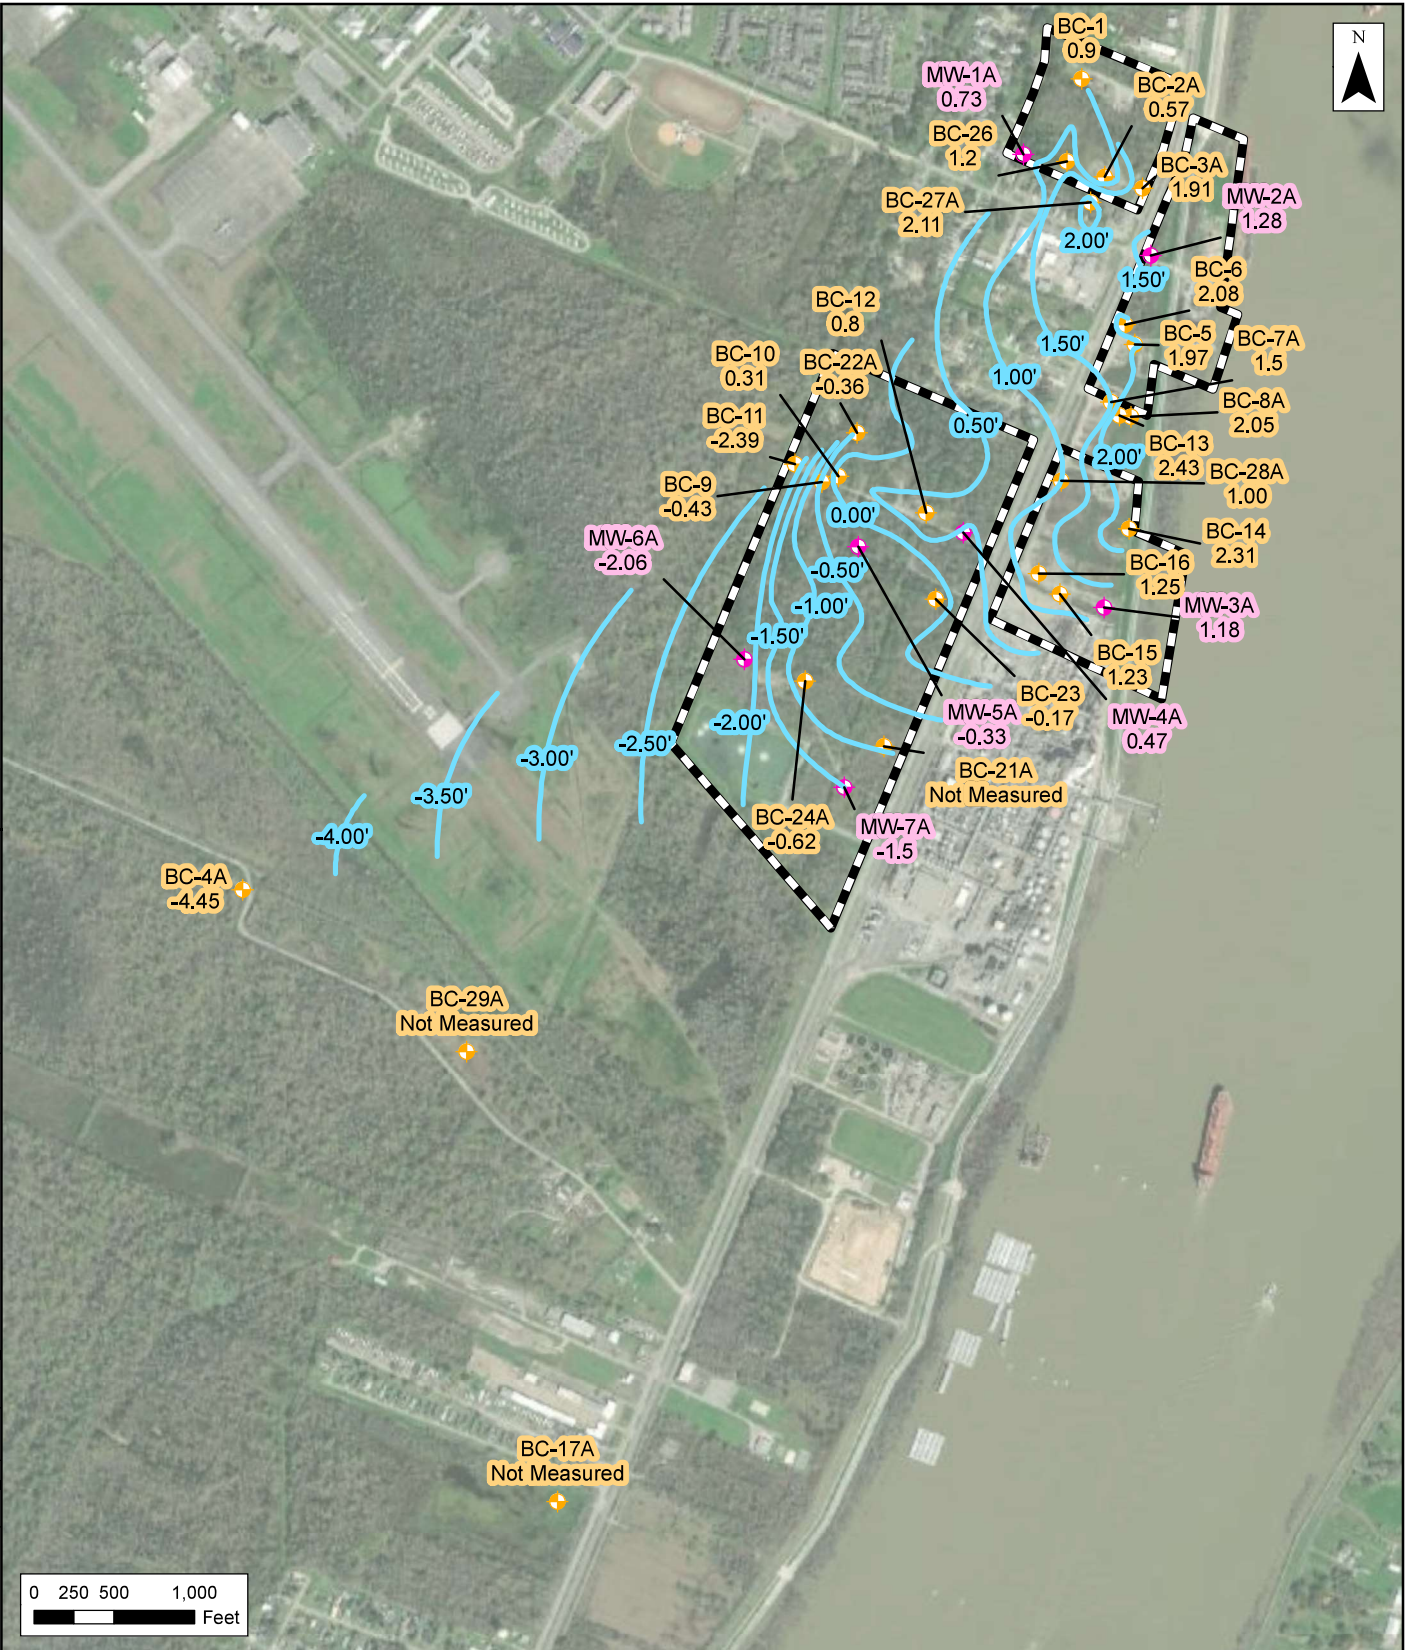 BC-1
0.9
N
MW-1A
0.73
BC-2A
0.57
BC-26
1.2
BC-3A
1.91
BC-27A
2.11
MW-2A
1.28
2.00'
1.50'
BC-6
2.08
BC-12
0.8
BC-5
1.97
BC-7A
1.5
1.50'
BC-10
0.31
BC-22A
-0.36
1.00'
BC-8A
2.05
BC-11
-2.39
0.50'
BC-13
2.43
2.00'
BC-28A
1.00
BC-9
-0.43
0.00'
MW-6A
-2.06
BC-14
2.31
-0.50'
BC-16
1.25
-1.00'
MW-3A
1.18
-1.50'
BC-15
1.23
BC-23
-0.17
MW-5A
-0.33
MW-4A
0.47
-2.00'
-2.50'
-3.00'
BC-21A
Not Measured
-3.50'
BC-24A
-0.62
MW-7A
-1.5
-4.00'
BC-4A
-4.45
BC-29A
Not Measured
BC-17A
Not Measured
0 250 500 1,000
Feet